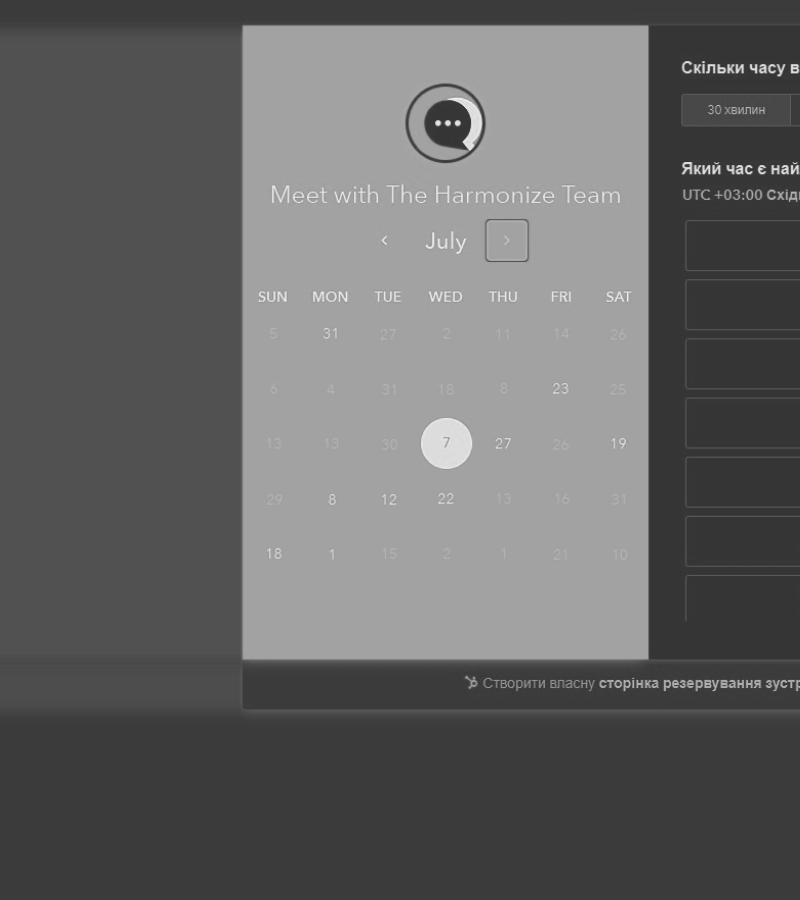 Meet with The Harmonize Team
July
SUN MON TUE WED THU FRI SAT
5 31 27 2 11 14 26
6 4 31 18 8 23 25
13 13 30 7 27 26 19
29 8 12 22 13 16 31
18 1 15 2 1 21 10
Скільки часу в
30 хвилин
Який час є най
UTC +03:00 Східн
Створити власну сторінка резервування зустр